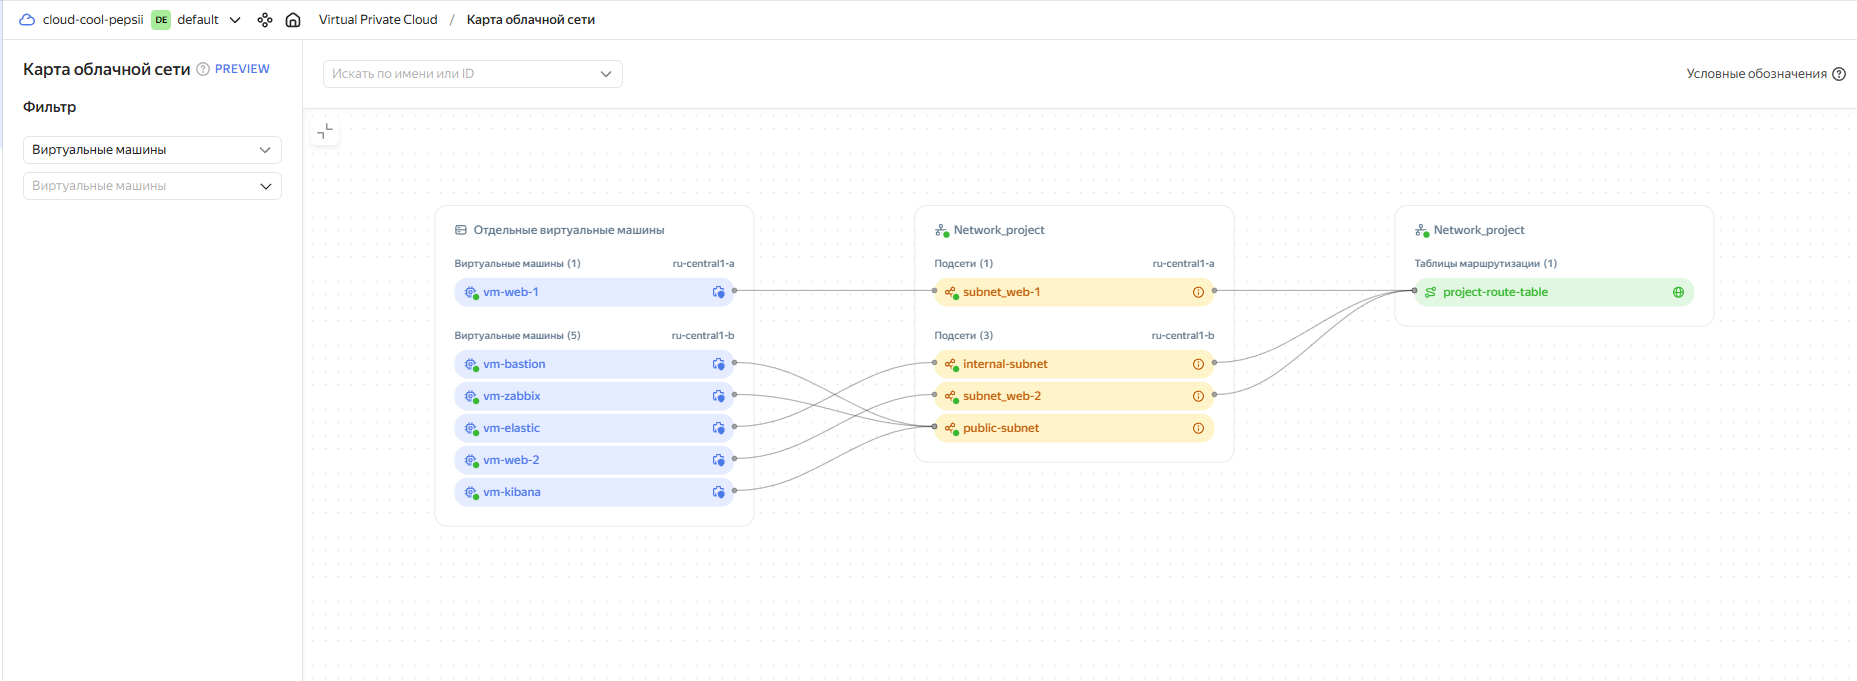 cloud-cool-pepsii DE default Virtual Private Cloud / Карта облачной сети
Карта облачной сети PREVIEW
Фильтр
Виртуальные машины
Виртуальные машины
Искать по имени или ID
Условные обозначения
Отдельные виртуальные машины
Виртуальные машины (1) ru-central1-a
vm-web-1
Виртуальные машины (5) ru-central1-b
vm-bastion
vm-zabbix
vm-elastic
vm-web-2
vm-kibana
Network_project
Подсети (1) ru-central1-a
subnet_web-1
Подсети (3) ru-central1-b
internal-subnet
subnet_web-2
public-subnet
Network_project
Таблицы маршрутизации (1)
project-route-table